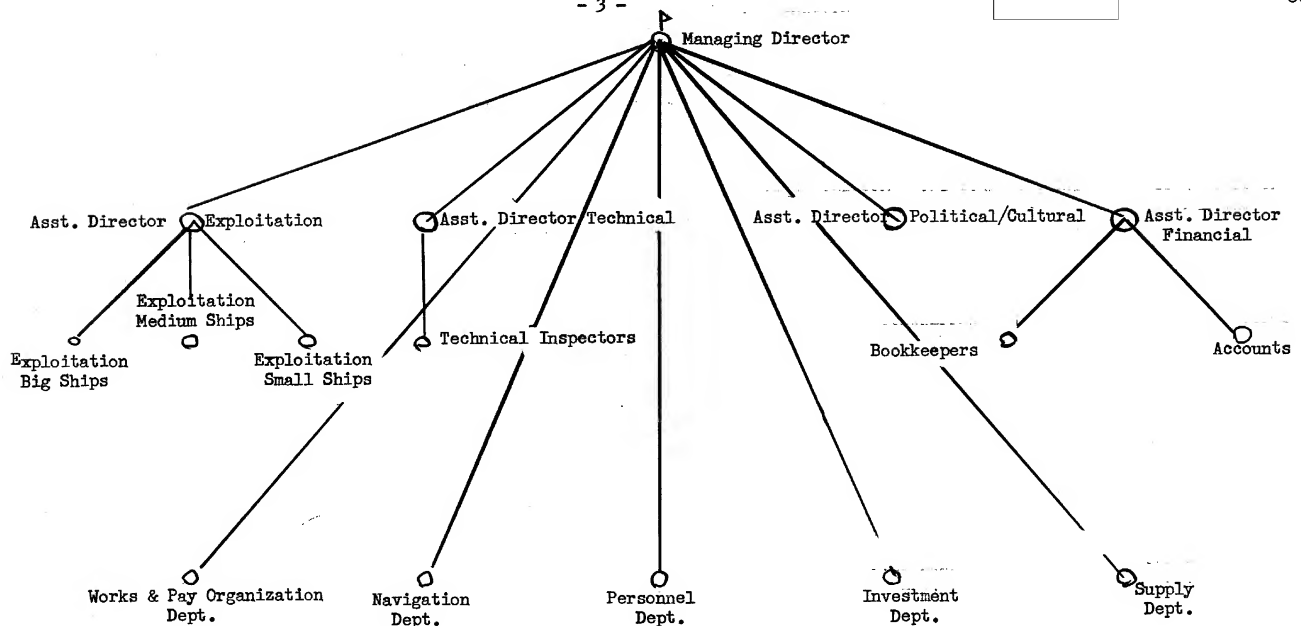 - 3 -
Managing Director
Asst. Director Exploitation
Asst. Director Technical
Asst. Director Political/Cultural
Asst. Director
Financial
Exploitation
Medium Ships
Exploitation
Big Ships
Exploitation
Small Ships
Technical Inspectors
Bookkeepers
Accounts
Works & Pay Organization
Dept.
Navigation
Dept.
Personnel
Dept.
Investment
Dept.
Supply
Dept.